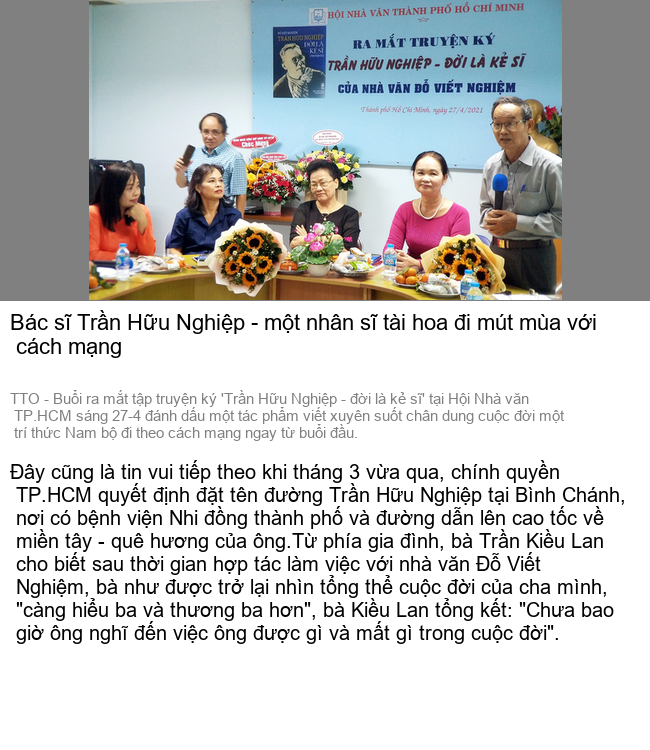 HỘI NHÀ VĂN THÀNH PHỐ HỒ CHÍ MINH
RA MẮT TRUYỆN KÝ
TRẦN HỮU NGHIỆP - ĐỜI LÀ KẺ SĨ
CỦA NHÀ VĂN ĐỖ VIẾT NGHIỆM
Thành phố Hồ Chí Minh, ngày 27/4/2021
TRẦN HỮU NGHIỆP
ĐỜI LÀ
KẺ SĨ
Chúc Mừng
Bác sĩ Trần Hữu Nghiệp - một nhân sĩ tài hoa đi mút mùa với
cách mạng
TTO - Buổi ra mắt tập truyện ký 'Trần Hữu Nghiệp - đời là kẻ sĩ' tại Hội Nhà văn
TP.HCM sáng 27-4 đánh dấu một tác phẩm viết xuyên suốt chân dung cuộc đời một
trí thức Nam bộ đi theo cách mạng ngay từ buổi đầu.
Đây cũng là tin vui tiếp theo khi tháng 3 vừa qua, chính quyền
TP.HCM quyết định đặt tên đường Trần Hữu Nghiệp tại Bình Chánh,
nơi có bệnh viện Nhi đồng thành phố và đường dẫn lên cao tốc về
miền tây - quê hương của ông.Từ phía gia đình, bà Trần Kiều Lan
cho biết sau thời gian hợp tác làm việc với nhà văn Đỗ Viết
Nghiệm, bà như được trở lại nhìn tổng thể cuộc đời của cha mình,
"càng hiểu ba và thương ba hơn", bà Kiều Lan tổng kết: "Chưa bao
giờ ông nghĩ đến việc ông được gì và mất gì trong cuộc đời".